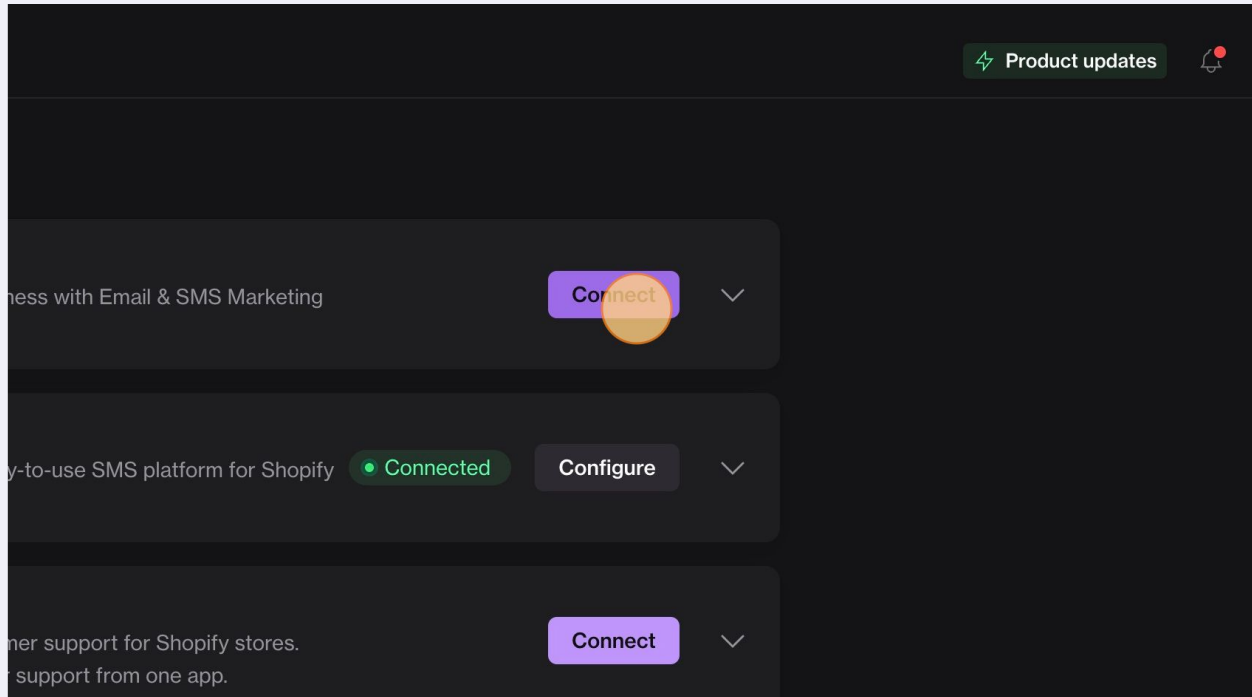 Product updates
ness with Email & SMS Marketing
Connect
y-to-use SMS platform for Shopify
Connected
Configure
mer support for Shopify stores.
support from one app.
Connect